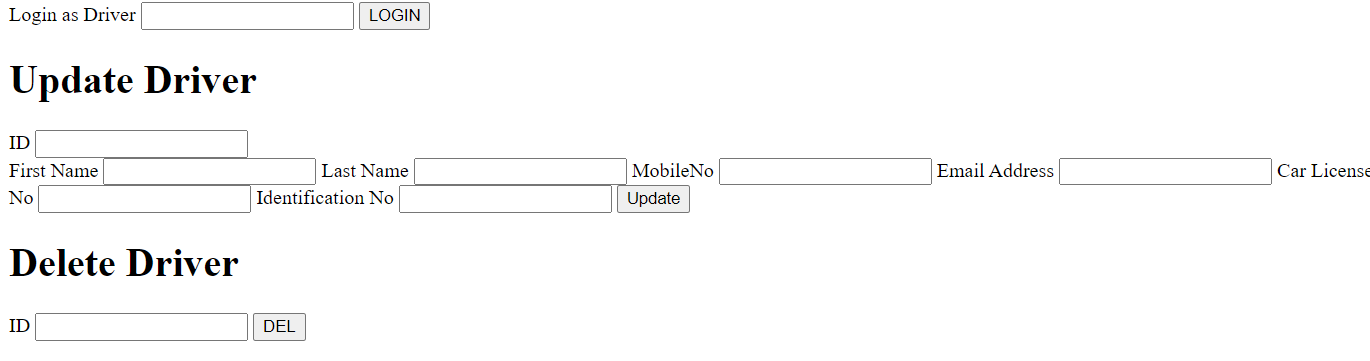 Login as Driver LOGIN
Update Driver
ID
First Name Last Name MobileNo Email Address Car License
No Identification No Update
Delete Driver
ID DEL